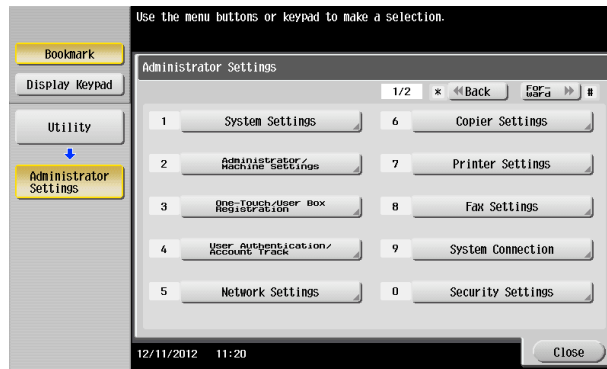 Use the menu buttons or keypad to make a selection.
Bookmark
Display Keypad
Utility
Administrator
Settings
Administrator Settings
1/2 * Back For-
ward #
1 System Settings
2 Administrator/
Machine Settings
3 One-Touch/User Box
Registration
4 User Authentication/
Account Track
5 Network Settings
6 Copier Settings
7 Printer Settings
8 Fax Settings
9 System Connection
0 Security Settings
12/11/2012 11:20
Close